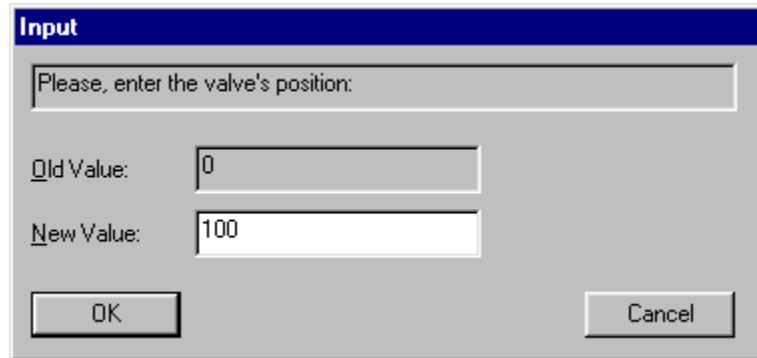 Input
Please, enter the valve's position:
Old Value: 0
New Value: 100
OK Cancel